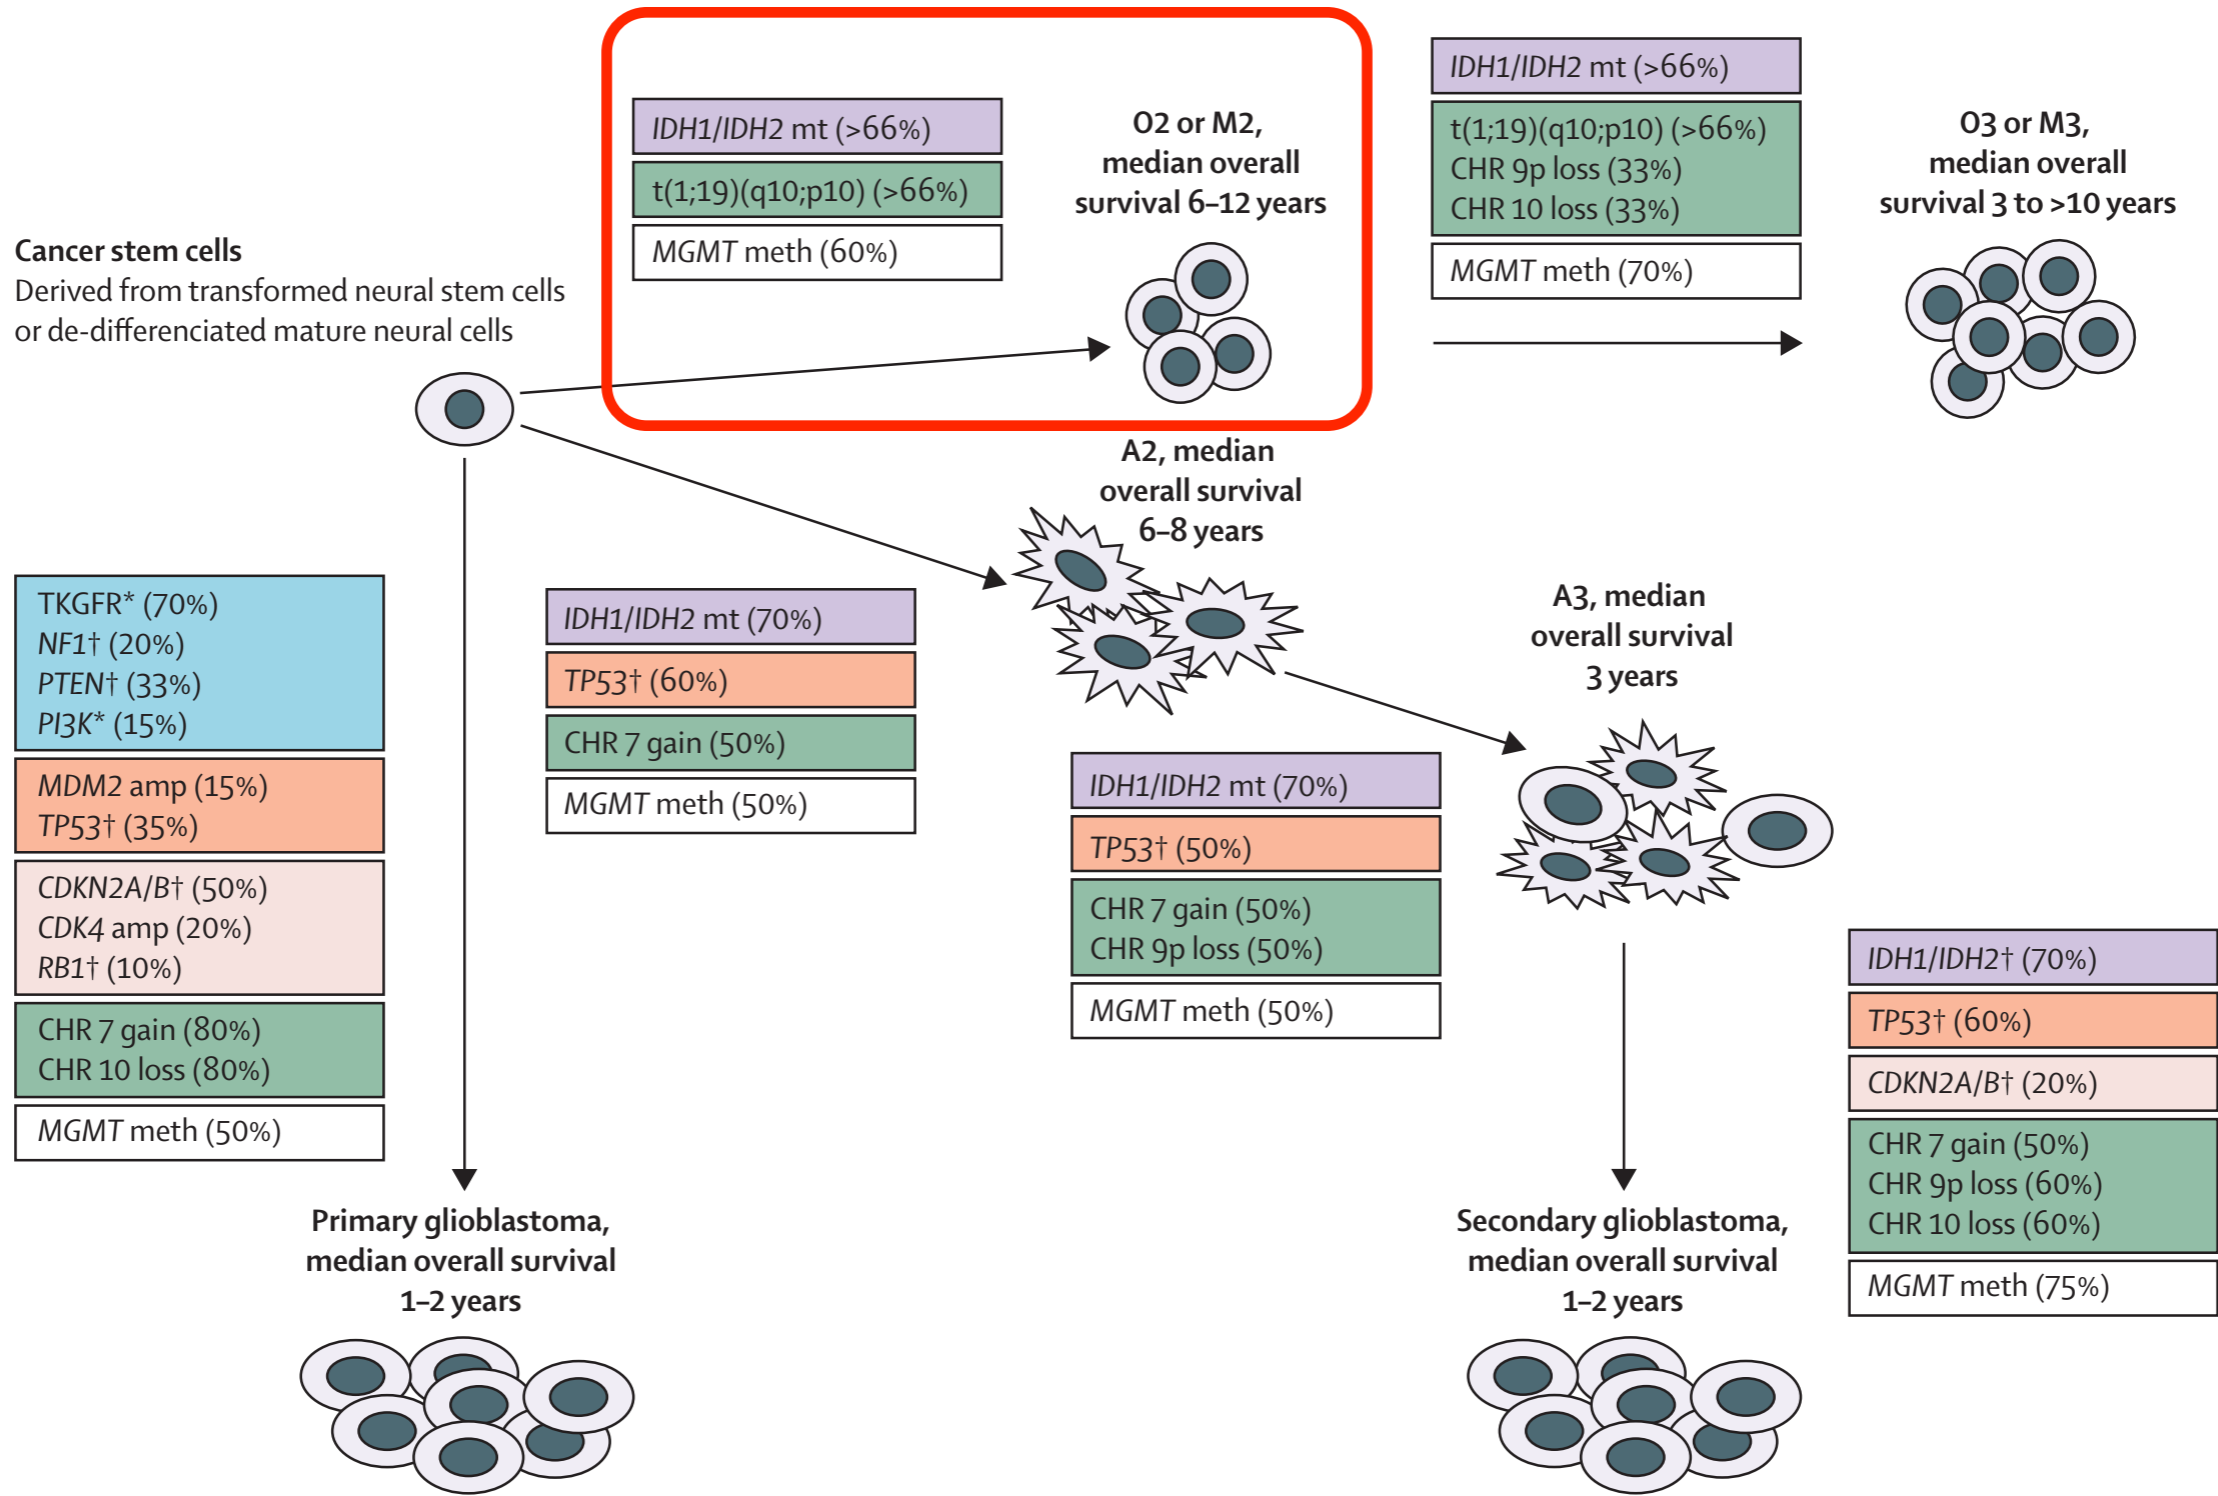 Cancer stem cells
Derived from transformed neural stem cells
or de-differenciated mature neural cells
IDH1/IDH2 mt (>66%)
t(1;19)(q10;p10) (>66%)
MGMT meth (60%)
O2 or M2,
median overall
survival 6–12 years
IDH1/IDH2 mt (>66%)
t(1;19)(q10;p10) (>66%)
CHR 9p loss (33%)
CHR 10 loss (33%)
MGMT meth (70%)
O3 or M3,
median overall
survival 3 to >10 years
A2, median
overall survival
6–8 years
TKGFR* (70%)
NF1† (20%)
PTEN† (33%)
PI3K* (15%)
MDM2 amp (15%)
TP53† (35%)
CDKN2A/B† (50%)
CDK4 amp (20%)
RB1† (10%)
CHR 7 gain (80%)
CHR 10 loss (80%)
MGMT meth (50%)
IDH1/IDH2 mt (70%)
TP53† (60%)
CHR 7 gain (50%)
MGMT meth (50%)
A3, median
overall survival
3 years
IDH1/IDH2 mt (70%)
TP53† (50%)
CHR 7 gain (50%)
CHR 9p loss (50%)
MGMT meth (50%)
IDH1/IDH2† (70%)
TP53† (60%)
CDKN2A/B† (20%)
CHR 7 gain (50%)
CHR 9p loss (60%)
CHR 10 loss (60%)
MGMT meth (75%)
Primary glioblastoma,
median overall survival
1–2 years
Secondary glioblastoma,
median overall survival
1–2 years